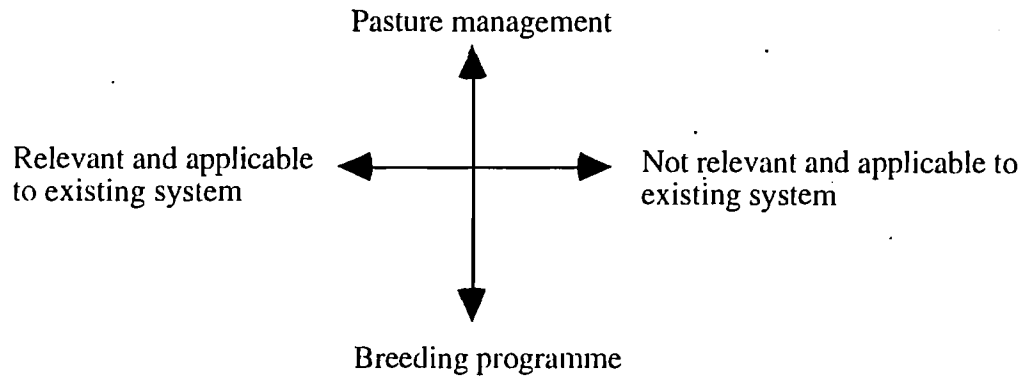 Pasture management
Relevant and applicable
to existing system
Not relevant and applicable to
existing system
Breeding programme